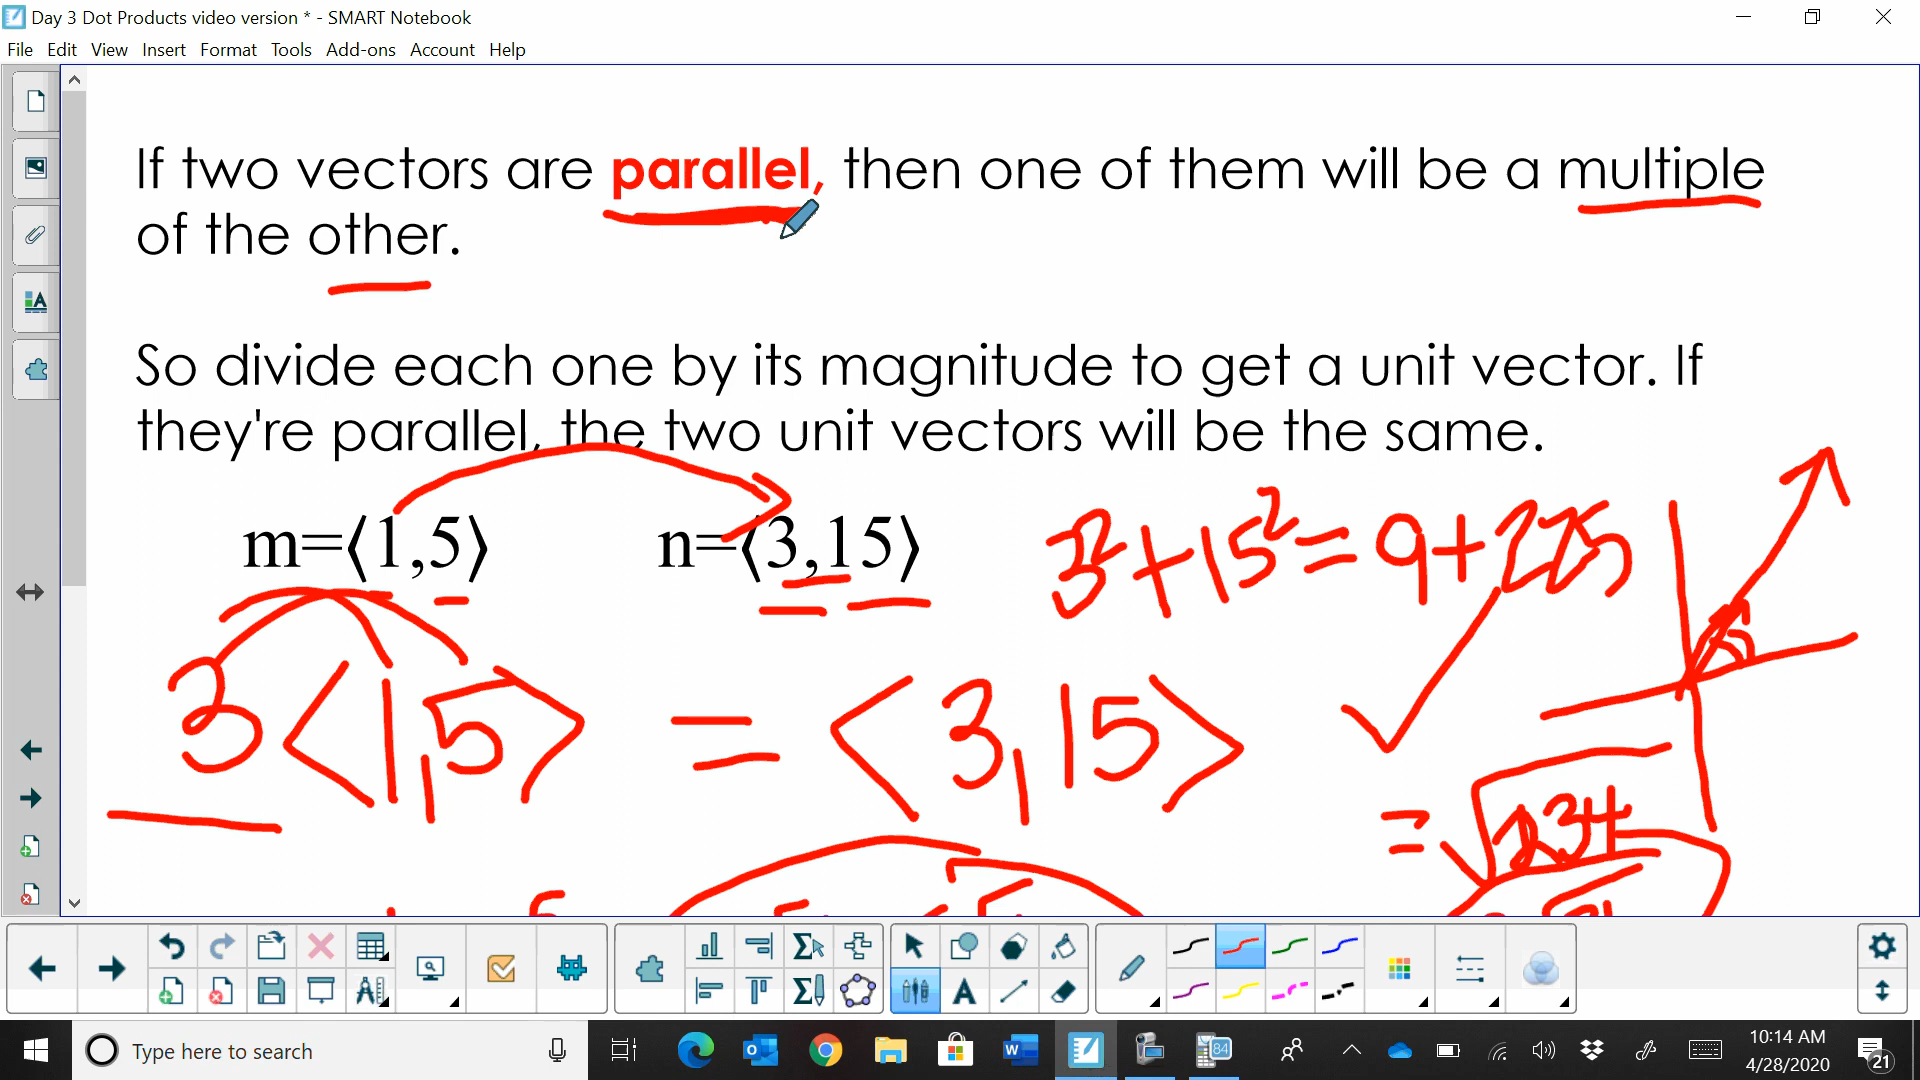 Day 3 Dot Products video version * - SMART Notebook
File Edit View Insert Format Tools Add-ons Account Help
If two vectors are parallel, then one of them will be a multiple
of the other.
So divide each one by its magnitude to get a unit vector. If
they're parallel, the two unit vectors will be the same.
m=⟨1,5⟩ n=⟨3,15⟩ 3²+15²=9+225
3<1,5> = <3,15>
=√234
Type here to search
84
10:14 AM
4/28/2020
21